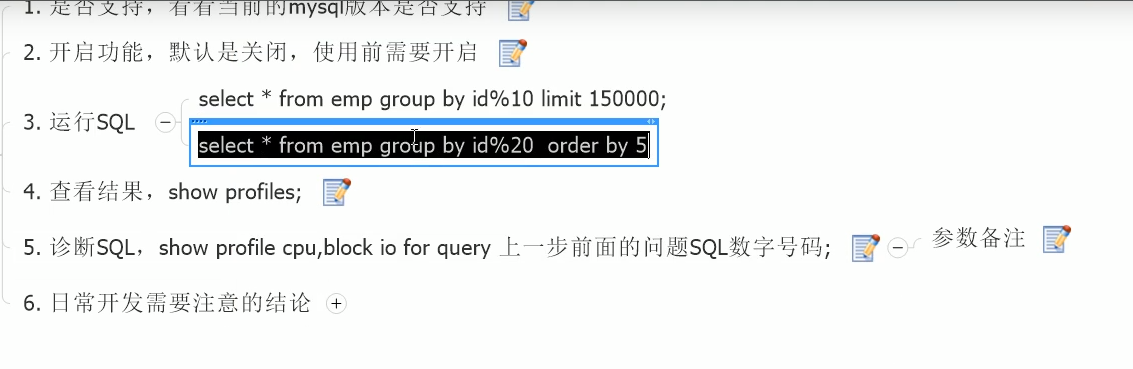 1. 是否支持，看看当前的mysql版本是否支持
2. 开启功能，默认是关闭，使用前需要开启
3. 运行SQL
select * from emp group by id%10 limit 150000;
select * from emp group by id%20  order by 5
4. 查看结果，show profiles;
5. 诊断SQL，show profile cpu,block io for query 上一步前面的问题SQL数字号码;
参数备注
6. 日常开发需要注意的结论